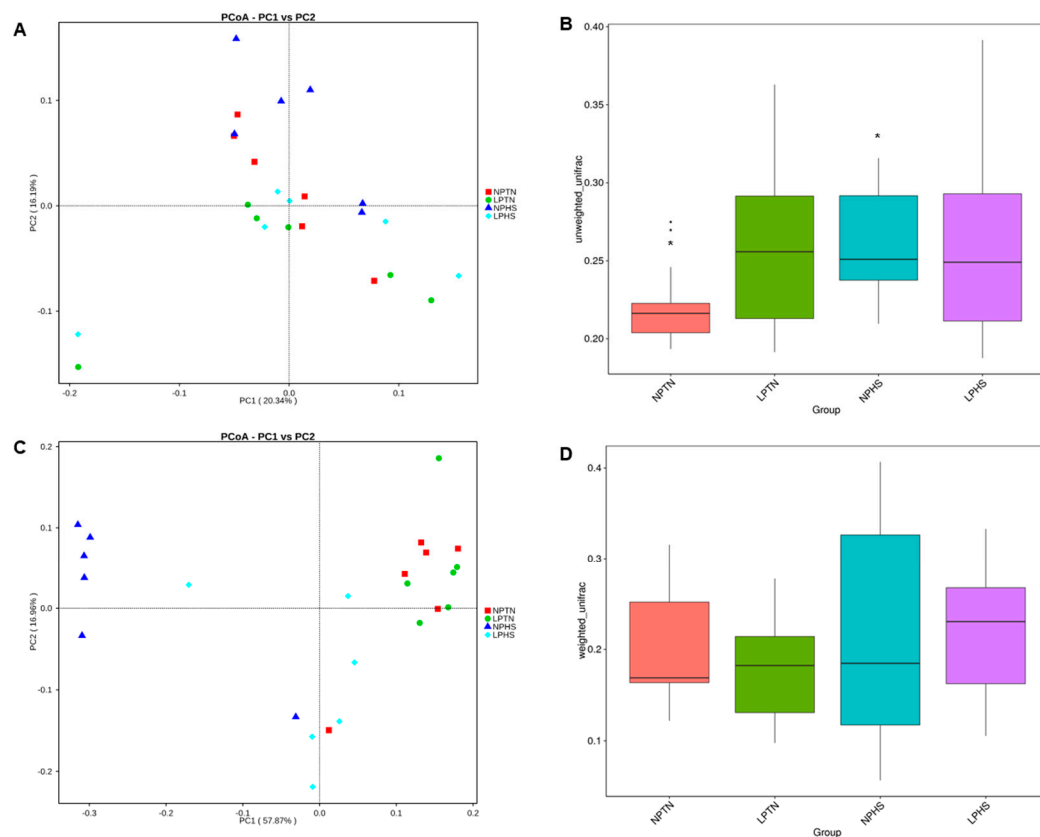 A
PCoA - PC1 vs PC2
PC2 ( 16.19%)
0.1
0.0
-0.1
-0.2
-0.1
0.0
0.1
PC1 ( 20.34%)
NPTN
LPTN
NPHS
LPHS
B
unweighted_unifrac
0.40
0.35
0.30
0.25
0.20
*
*
NPTN
LPTN
NPHS
LPHS
Group
C
PCoA - PC1 vs PC2
PC2 ( 16.96%)
0.2
0.1
0.0
-0.1
-0.2
-0.3
-0.2
-0.1
0.0
0.1
0.2
PC1 ( 57.87%)
NPTN
LPTN
NPHS
LPHS
D
weighted_unifrac
0.4
0.3
0.2
0.1
NPTN
LPTN
NPHS
LPHS
Group